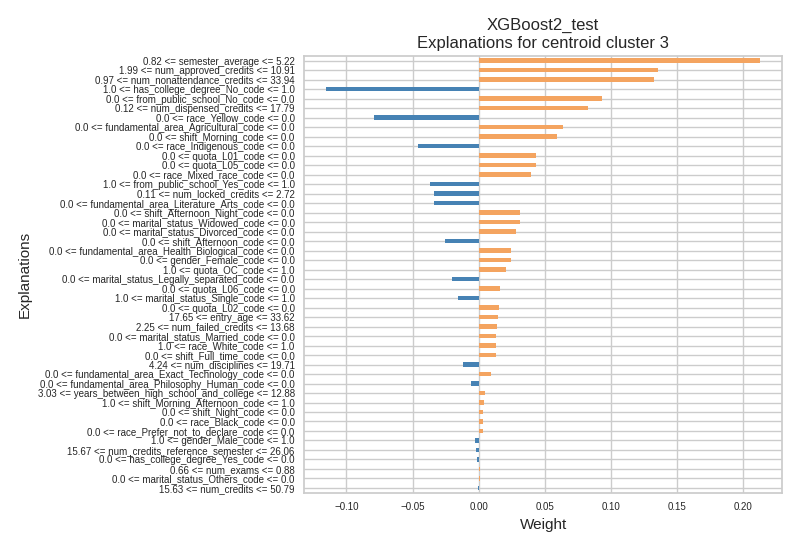 XGBoost2_test
Explanations for centroid cluster 3
0.82 <= semester_average <= 5.22
1.99 <= num_approved_credits <= 10.91
0.97 <= num_nonattendance_credits <= 33.94
1.0 <= has_college_degree_No_code <= 1.0
0.0 <= from_public_school_No_code <= 0.0
0.12 <= num_dispensed_credits <= 17.79
0.0 <= race_Yellow_code <= 0.0
0.0 <= fundamental_area_Agricultural_code <= 0.0
0.0 <= shift_Morning_code <= 0.0
0.0 <= race_Indigenous_code <= 0.0
0.0 <= quota_L01_code <= 0.0
0.0 <= quota_L05_code <= 0.0
0.0 <= race_Mixed_race_code <= 0.0
1.0 <= from_public_school_Yes_code <= 1.0
0.11 <= num_locked_credits <= 2.72
0.0 <= fundamental_area_Literature_Arts_code <= 0.0
0.0 <= shift_Afternoon_Night_code <= 0.0
0.0 <= marital_status_Widowed_code <= 0.0
0.0 <= marital_status_Divorced_code <= 0.0
0.0 <= shift_Afternoon_code <= 0.0
0.0 <= fundamental_area_Health_Biological_code <= 0.0
0.0 <= gender_Female_code <= 0.0
1.0 <= quota_OC_code <= 1.0
0.0 <= marital_status_Legally_separated_code <= 0.0
0.0 <= quota_L06_code <= 0.0
1.0 <= marital_status_Single_code <= 1.0
0.0 <= quota_L02_code <= 0.0
17.65 <= entry_age <= 33.62
2.25 <= num_failed_credits <= 13.68
0.0 <= marital_status_Married_code <= 0.0
1.0 <= race_White_code <= 1.0
0.0 <= shift_Full_time_code <= 0.0
4.24 <= num_disciplines <= 19.71
0.0 <= fundamental_area_Exact_Technology_code <= 0.0
0.0 <= fundamental_area_Philosophy_Human_code <= 0.0
3.03 <= years_between_high_school_and_college <= 12.88
1.0 <= shift_Morning_Afternoon_code <= 1.0
0.0 <= shift_Night_code <= 0.0
0.0 <= race_Black_code <= 0.0
0.0 <= race_Prefer_not_to_declare_code <= 0.0
1.0 <= gender_Male_code <= 1.0
15.67 <= num_credits_reference_semester <= 26.06
0.0 <= has_college_degree_Yes_code <= 0.0
0.66 <= num_exams <= 0.88
0.0 <= marital_status_Others_code <= 0.0
15.63 <= num_credits <= 50.79
Explanations
−0.10 −0.05 0.00 0.05 0.10 0.15 0.20
Weight